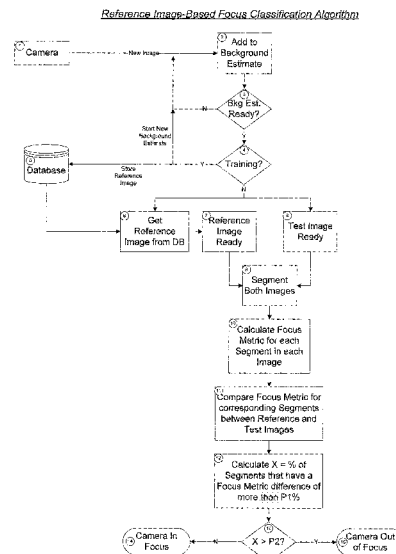 Reference Image-Based Focus Classification Algorithm
Camera
New Image
Add to
Background
Estimate
Bkg Est.
Ready?
N
Start New
Background
Estimate
Training?
Y
Database
Store
Reference
Image
N
Get
Reference
Image from DB
Reference
Image
Ready
Test Image
Ready
Segment
Both Images
Calculate Focus
Metric for each
Segment in each
Image
Compare Focus Metric for
corresponding Segments
between Reference and
Test Images
Calculate X = % of
Segments that have a
Focus Metric difference of
more than P1%
X > P2?
N
Y
Camera In
Focus
Camera Out
of Focus